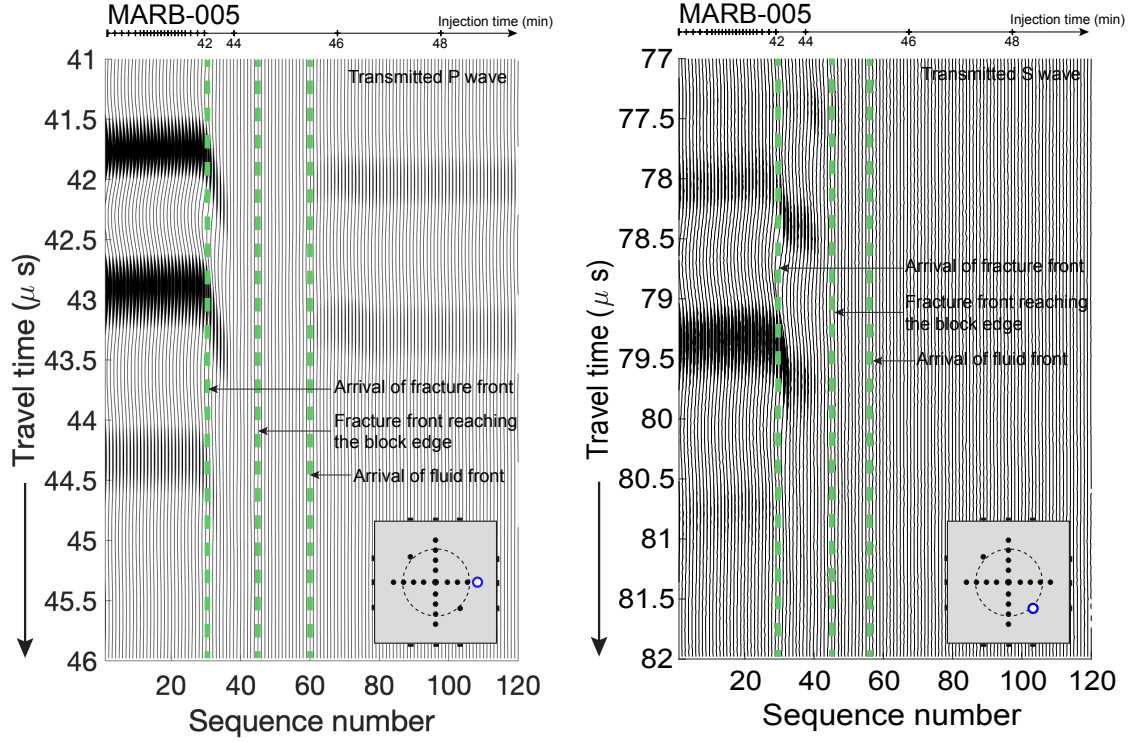 MARB-005
Injection time (min)
42 44 46 48
Transmitted P wave
41
41.5
42
42.5
43
43.5
44
44.5
45
45.5
46
Travel time (μ s)
Arrival of fracture front
Fracture front reaching
the block edge
Arrival of fluid front
20 40 60 80 100 120
Sequence number
MARB-005
Injection time (min)
42 44 46 48
Transmitted S wave
77
77.5
78
78.5
79
79.5
80
80.5
81
81.5
82
Travel time (μ s)
Arrival of fracture front
Fracture front reaching
the block edge
Arrival of fluid front
20 40 60 80 100 120
Sequence number